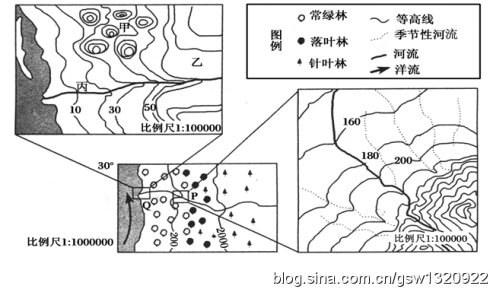 甲
乙
丙
10
30
50
比例尺1:100000
图例
常绿林
落叶林
针叶林
等高线
季节性河流
河流
洋流
160
180
200
比例尺1:100000
30°
P
Q
200
2000
比例尺1:1000000
blog.sina.com.cn/gsw1320922